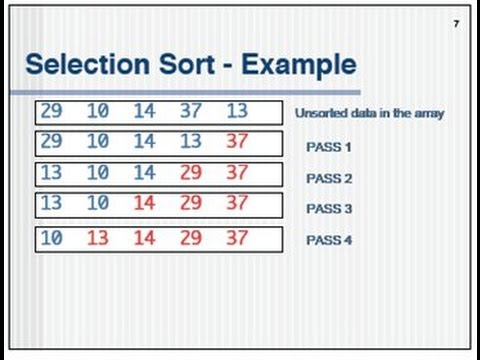 7
Selection Sort - Example
29 10 14 37 13 Unsorted data in the array
29 10 14 13 37 PASS 1
13 10 14 29 37 PASS 2
13 10 14 29 37 PASS 3
10 13 14 29 37 PASS 4